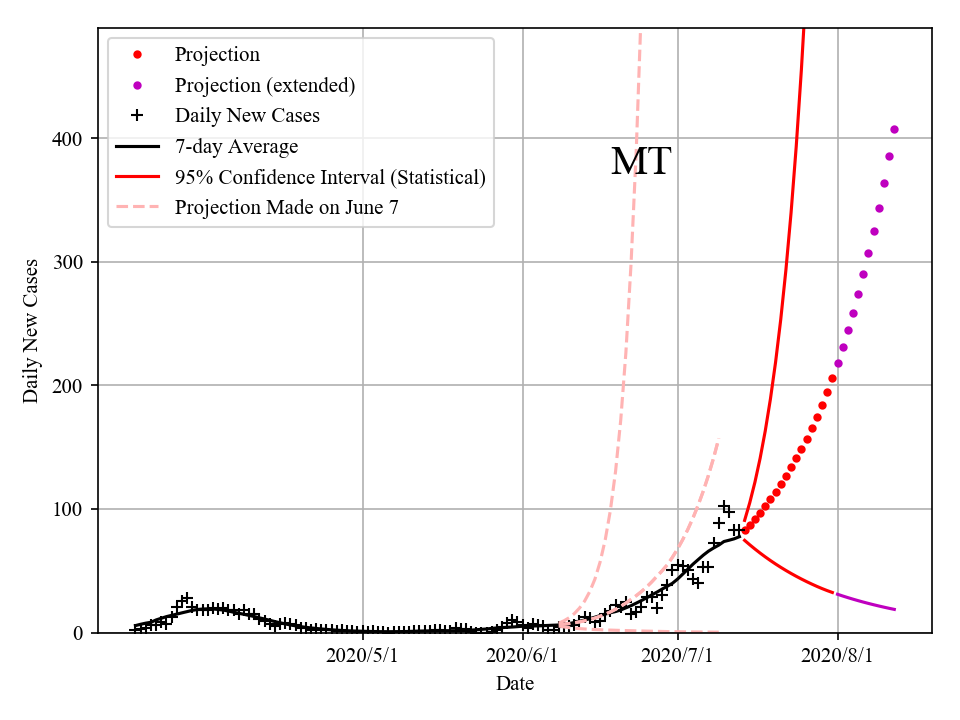 Projection
Projection (extended)
Daily New Cases
7-day Average
95% Confidence Interval (Statistical)
Projection Made on June 7
MT
400
300
200
100
0
Daily New Cases
2020/5/1
2020/6/1
2020/7/1
2020/8/1
Date